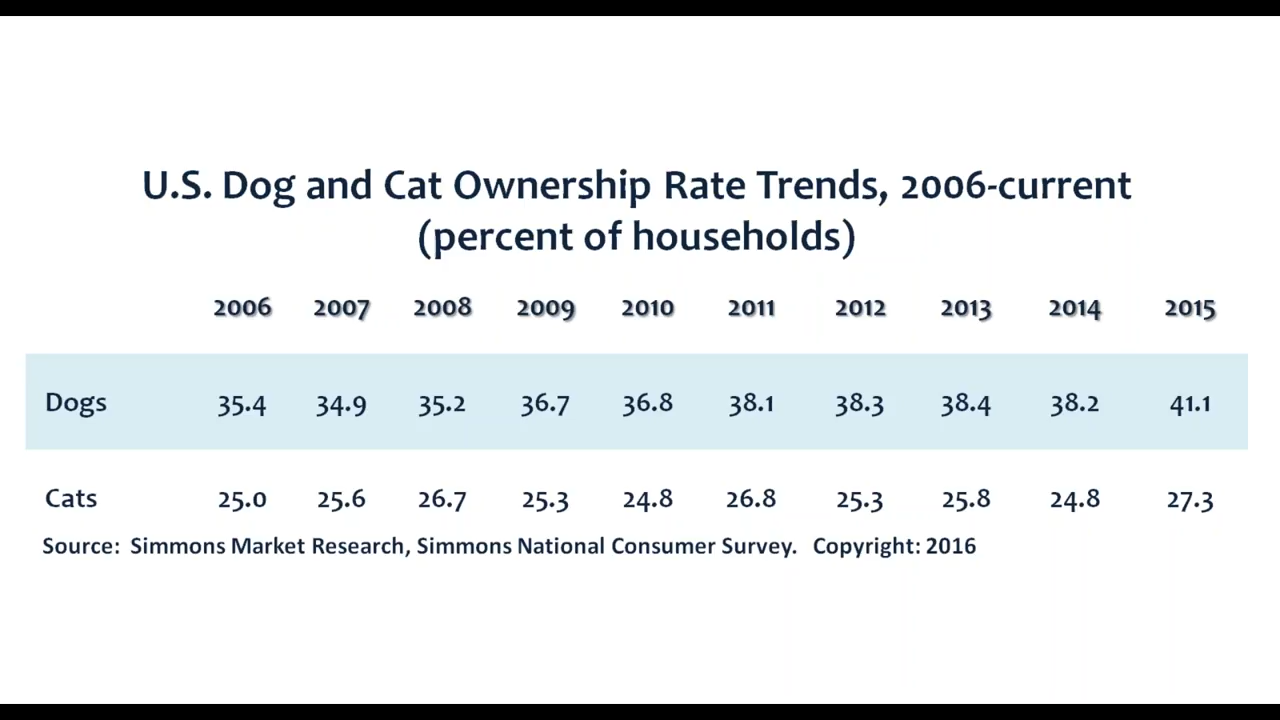 U.S. Dog and Cat Ownership Rate Trends, 2006-current
(percent of households)
2006 2007 2008 2009 2010 2011 2012 2013 2014 2015
Dogs 35.4 34.9 35.2 36.7 36.8 38.1 38.3 38.4 38.2 41.1
Cats 25.0 25.6 26.7 25.3 24.8 26.8 25.3 25.8 24.8 27.3
Source: Simmons Market Research, Simmons National Consumer Survey. Copyright: 2016